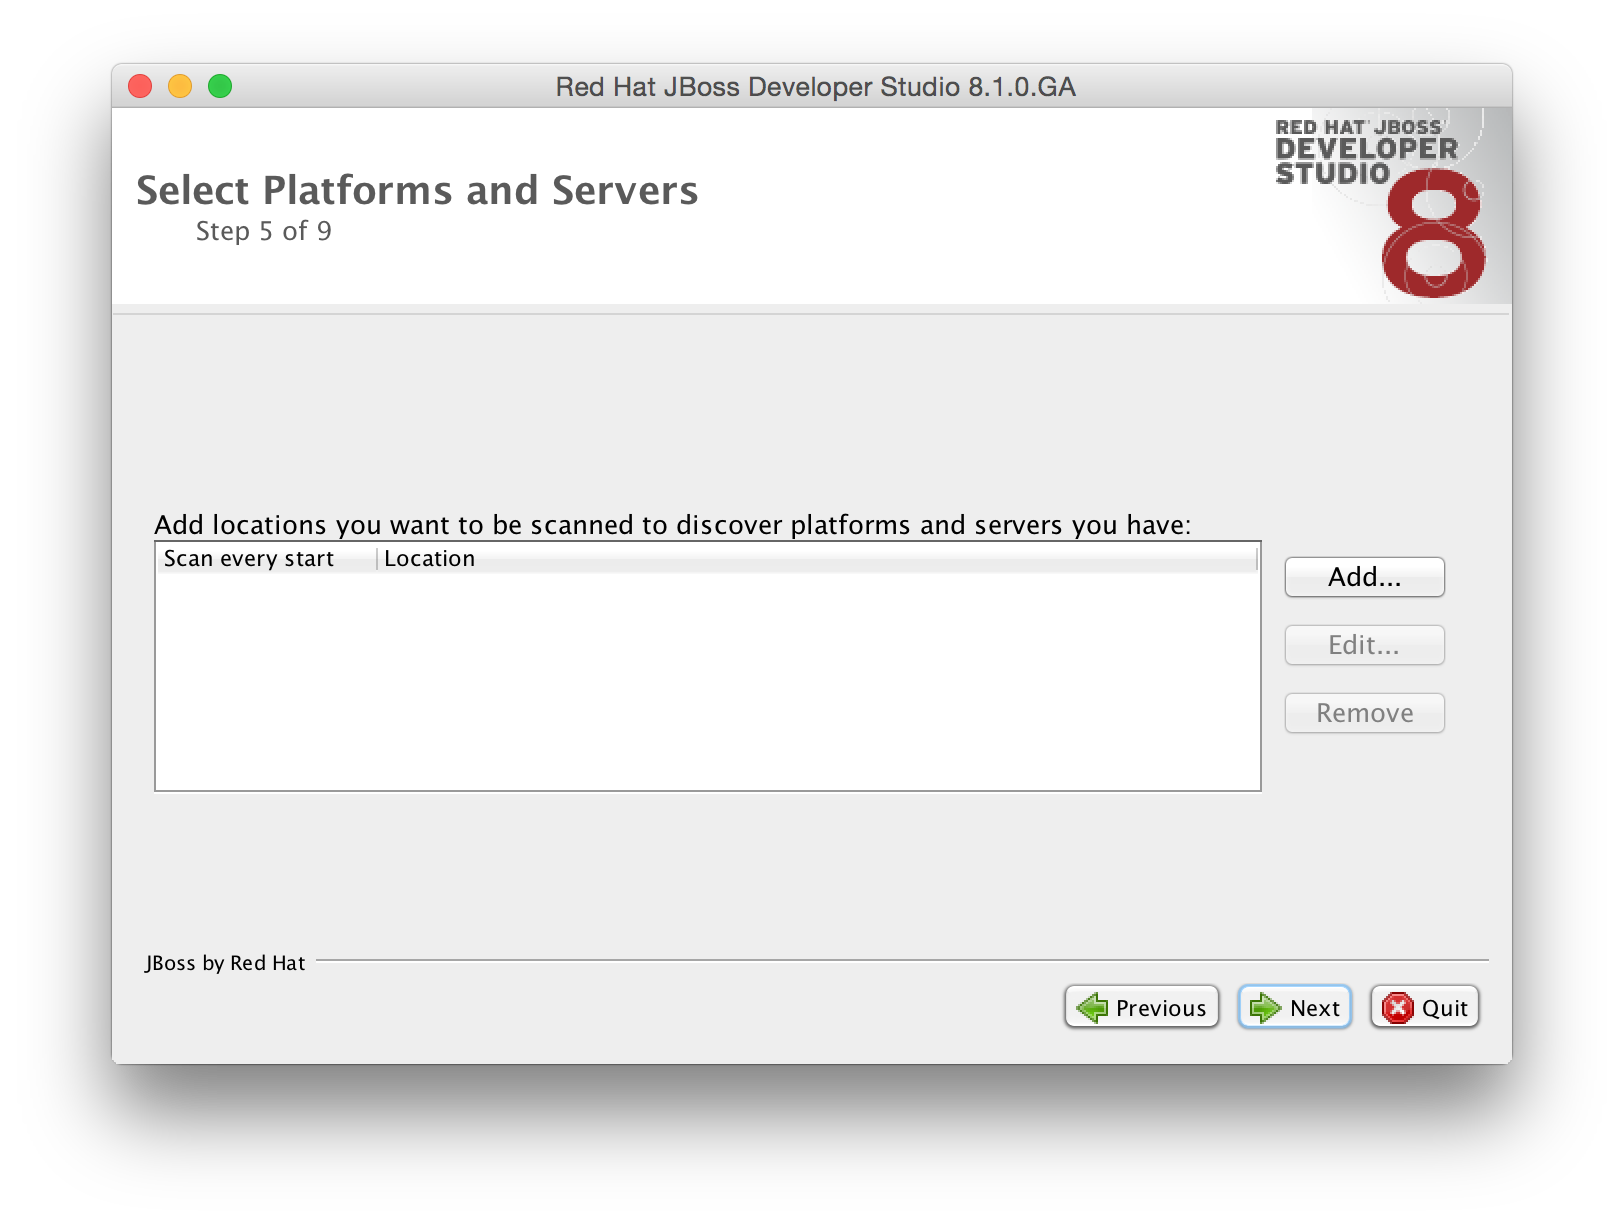 Red Hat JBoss Developer Studio 8.1.0.GA
RED HAT JBOSS
DEVELOPER
STUDIO
8
Select Platforms and Servers
Step 5 of 9
Add locations you want to be scanned to discover platforms and servers you have:
Scan every start
Location
Add...
Edit...
Remove
JBoss by Red Hat
Previous
Next
Quit